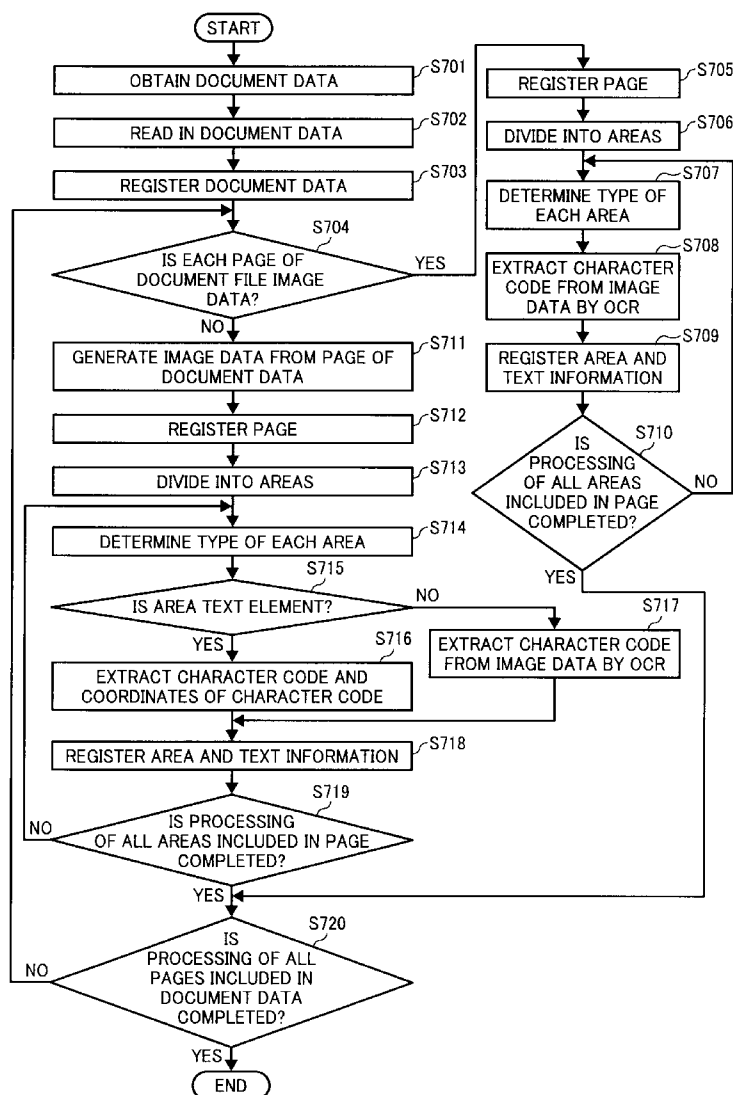 START
OBTAIN DOCUMENT DATA
S701
READ IN DOCUMENT DATA
S702
REGISTER DOCUMENT DATA
S703
S704
IS EACH PAGE OF
DOCUMENT FILE IMAGE
DATA?
YES
NO
GENERATE IMAGE DATA FROM PAGE OF
DOCUMENT DATA
S711
REGISTER PAGE
S712
DIVIDE INTO AREAS
S713
DETERMINE TYPE OF EACH AREA
S714
S715
IS AREA TEXT ELEMENT?
NO
YES
S716
EXTRACT CHARACTER CODE AND
COORDINATES OF CHARACTER CODE
S717
EXTRACT CHARACTER CODE
FROM IMAGE DATA BY OCR
REGISTER AREA AND TEXT INFORMATION
S718
S719
IS PROCESSING
OF ALL AREAS INCLUDED IN PAGE
COMPLETED?
NO
YES
S720
IS
PROCESSING OF ALL
PAGES INCLUDED IN
DOCUMENT DATA
COMPLETED?
NO
YES
END
REGISTER PAGE
S705
DIVIDE INTO AREAS
S706
S707
DETERMINE TYPE OF
EACH AREA
S708
EXTRACT CHARACTER
CODE FROM IMAGE
DATA BY OCR
S709
REGISTER AREA AND
TEXT INFORMATION
S710
IS
PROCESSING
OF ALL AREAS
INCLUDED IN PAGE
COMPLETED?
NO
YES